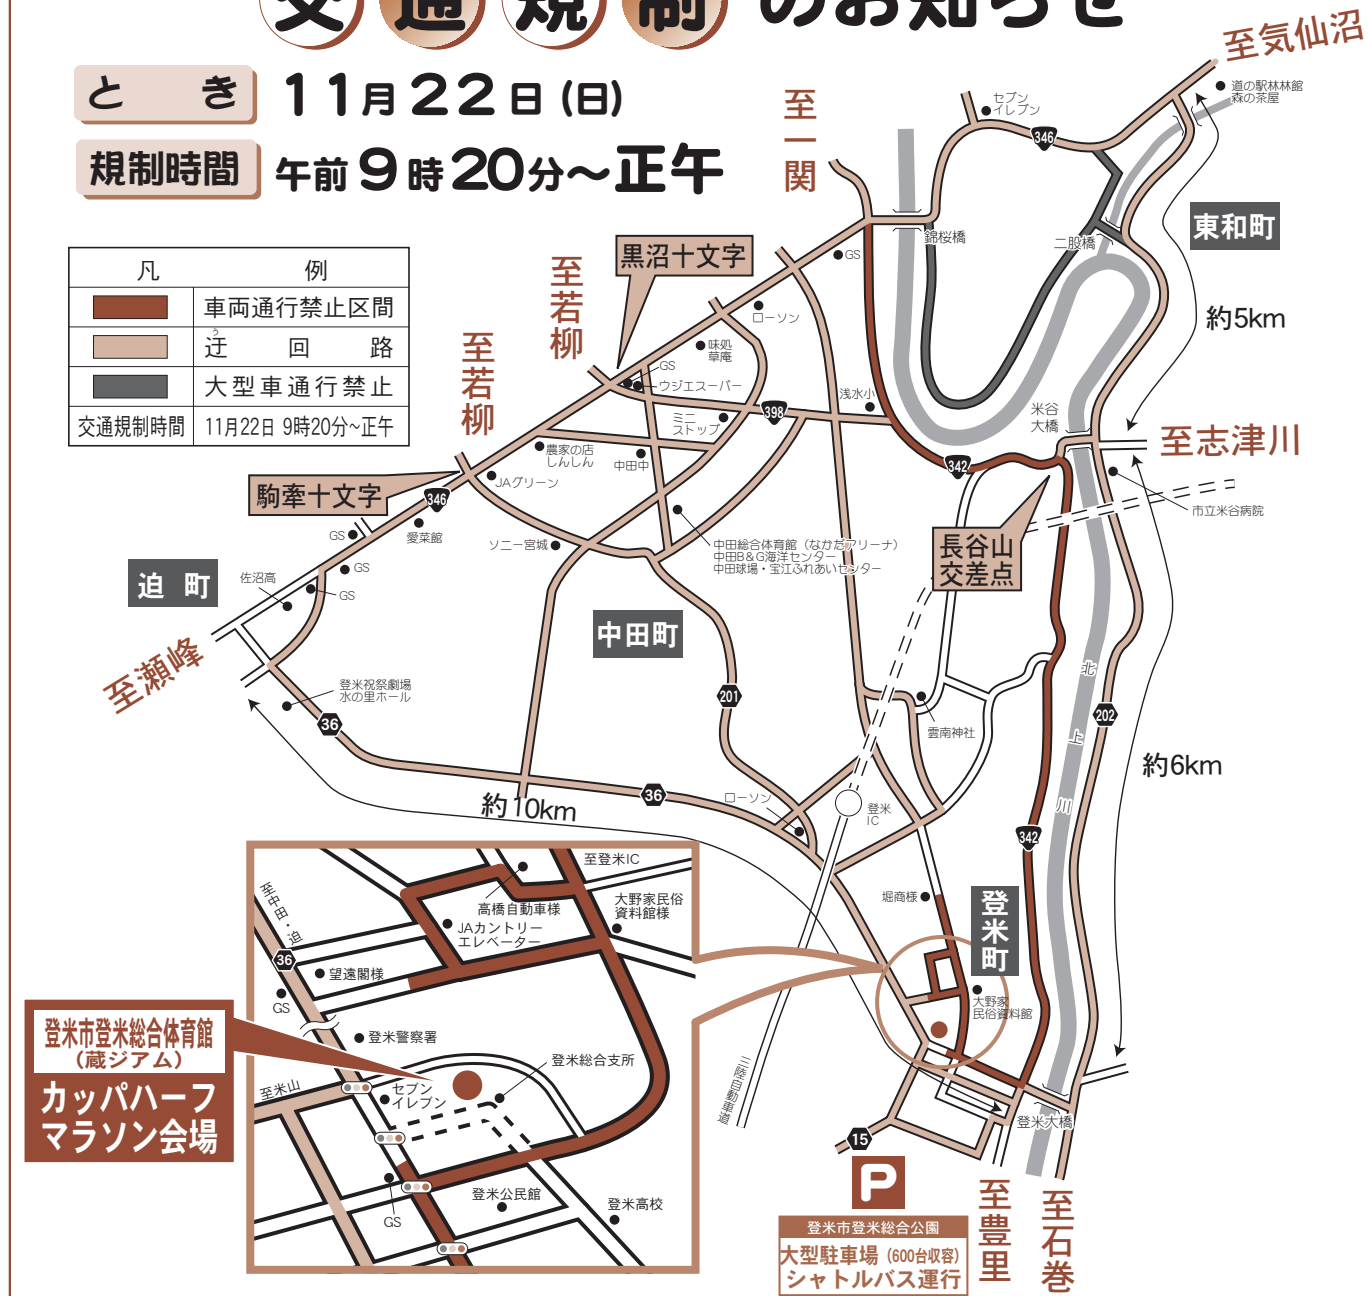 交通規制のお知らせ
とき 11月22日(日)
規制時間 午前9時20分～正午
凡 例
車両通行禁止区間
う
迂回路
大型車通行禁止
交通規制時間 11月22日 9時20分~正午
至気仙沼
道の駅林林館
森の茶屋
セブン
イレブン
346
至一関
東和町
錦桜橋
二股橋
約5km
GS
黒沼十文字
至若柳
ローソン
味処
草庵
GS
ウジエスーパー
浅水小
398
ミニ
ストップ
米谷
大橋
至志津川
至若柳
農家の店
しんしん
中田中
342
JAグリーン
駒牽十文字
346
市立米谷病院
愛菜館
GS
ソニー宮城
中田総合体育館（なかだアリーナ）
中田B&G海洋センター
中田球場・宝江ふれあいセンター
長谷山
交差点
GS
佐沼高
GS
迫町
中田町
至瀬峰
登米祝祭劇場
水の里ホール
36
201
北上川
202
雲南神社
約6km
36
約10km
ローソン
登米
IC
342
堀商様
登米町
大野家
民俗資料館
三陸自動車道
登米大橋
15
P
登米市登米総合公園
大型駐車場（600台収容）
シャトルバス運行
至豊里
至石巻
至登米IC
至中田・迫
高橋自動車様
大野家民俗
資料館様
JAカントリー
エレベーター
36
望遠閣様
GS
登米警察署
登米総合支所
至米山
セブン
イレブン
登米公民館
登米高校
GS
登米市登米総合体育館
（蔵ジアム）
カッパハーフ
マラソン会場